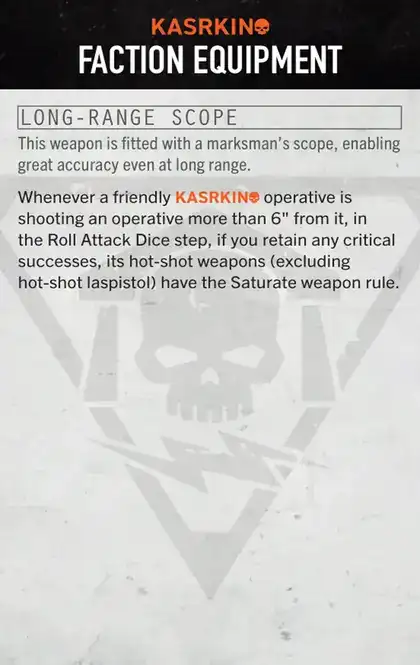 KASRKIN
FACTION EQUIPMENT
LONG-RANGE SCOPE
This weapon is fitted with a marksman's scope, enabling
great accuracy even at long range.
Whenever a friendly KASRKIN operative is
shooting an operative more than 6" from it, in
the Roll Attack Dice step, if you retain any critical
successes, its hot-shot weapons (excluding
hot-shot laspistol) have the Saturate weapon rule.